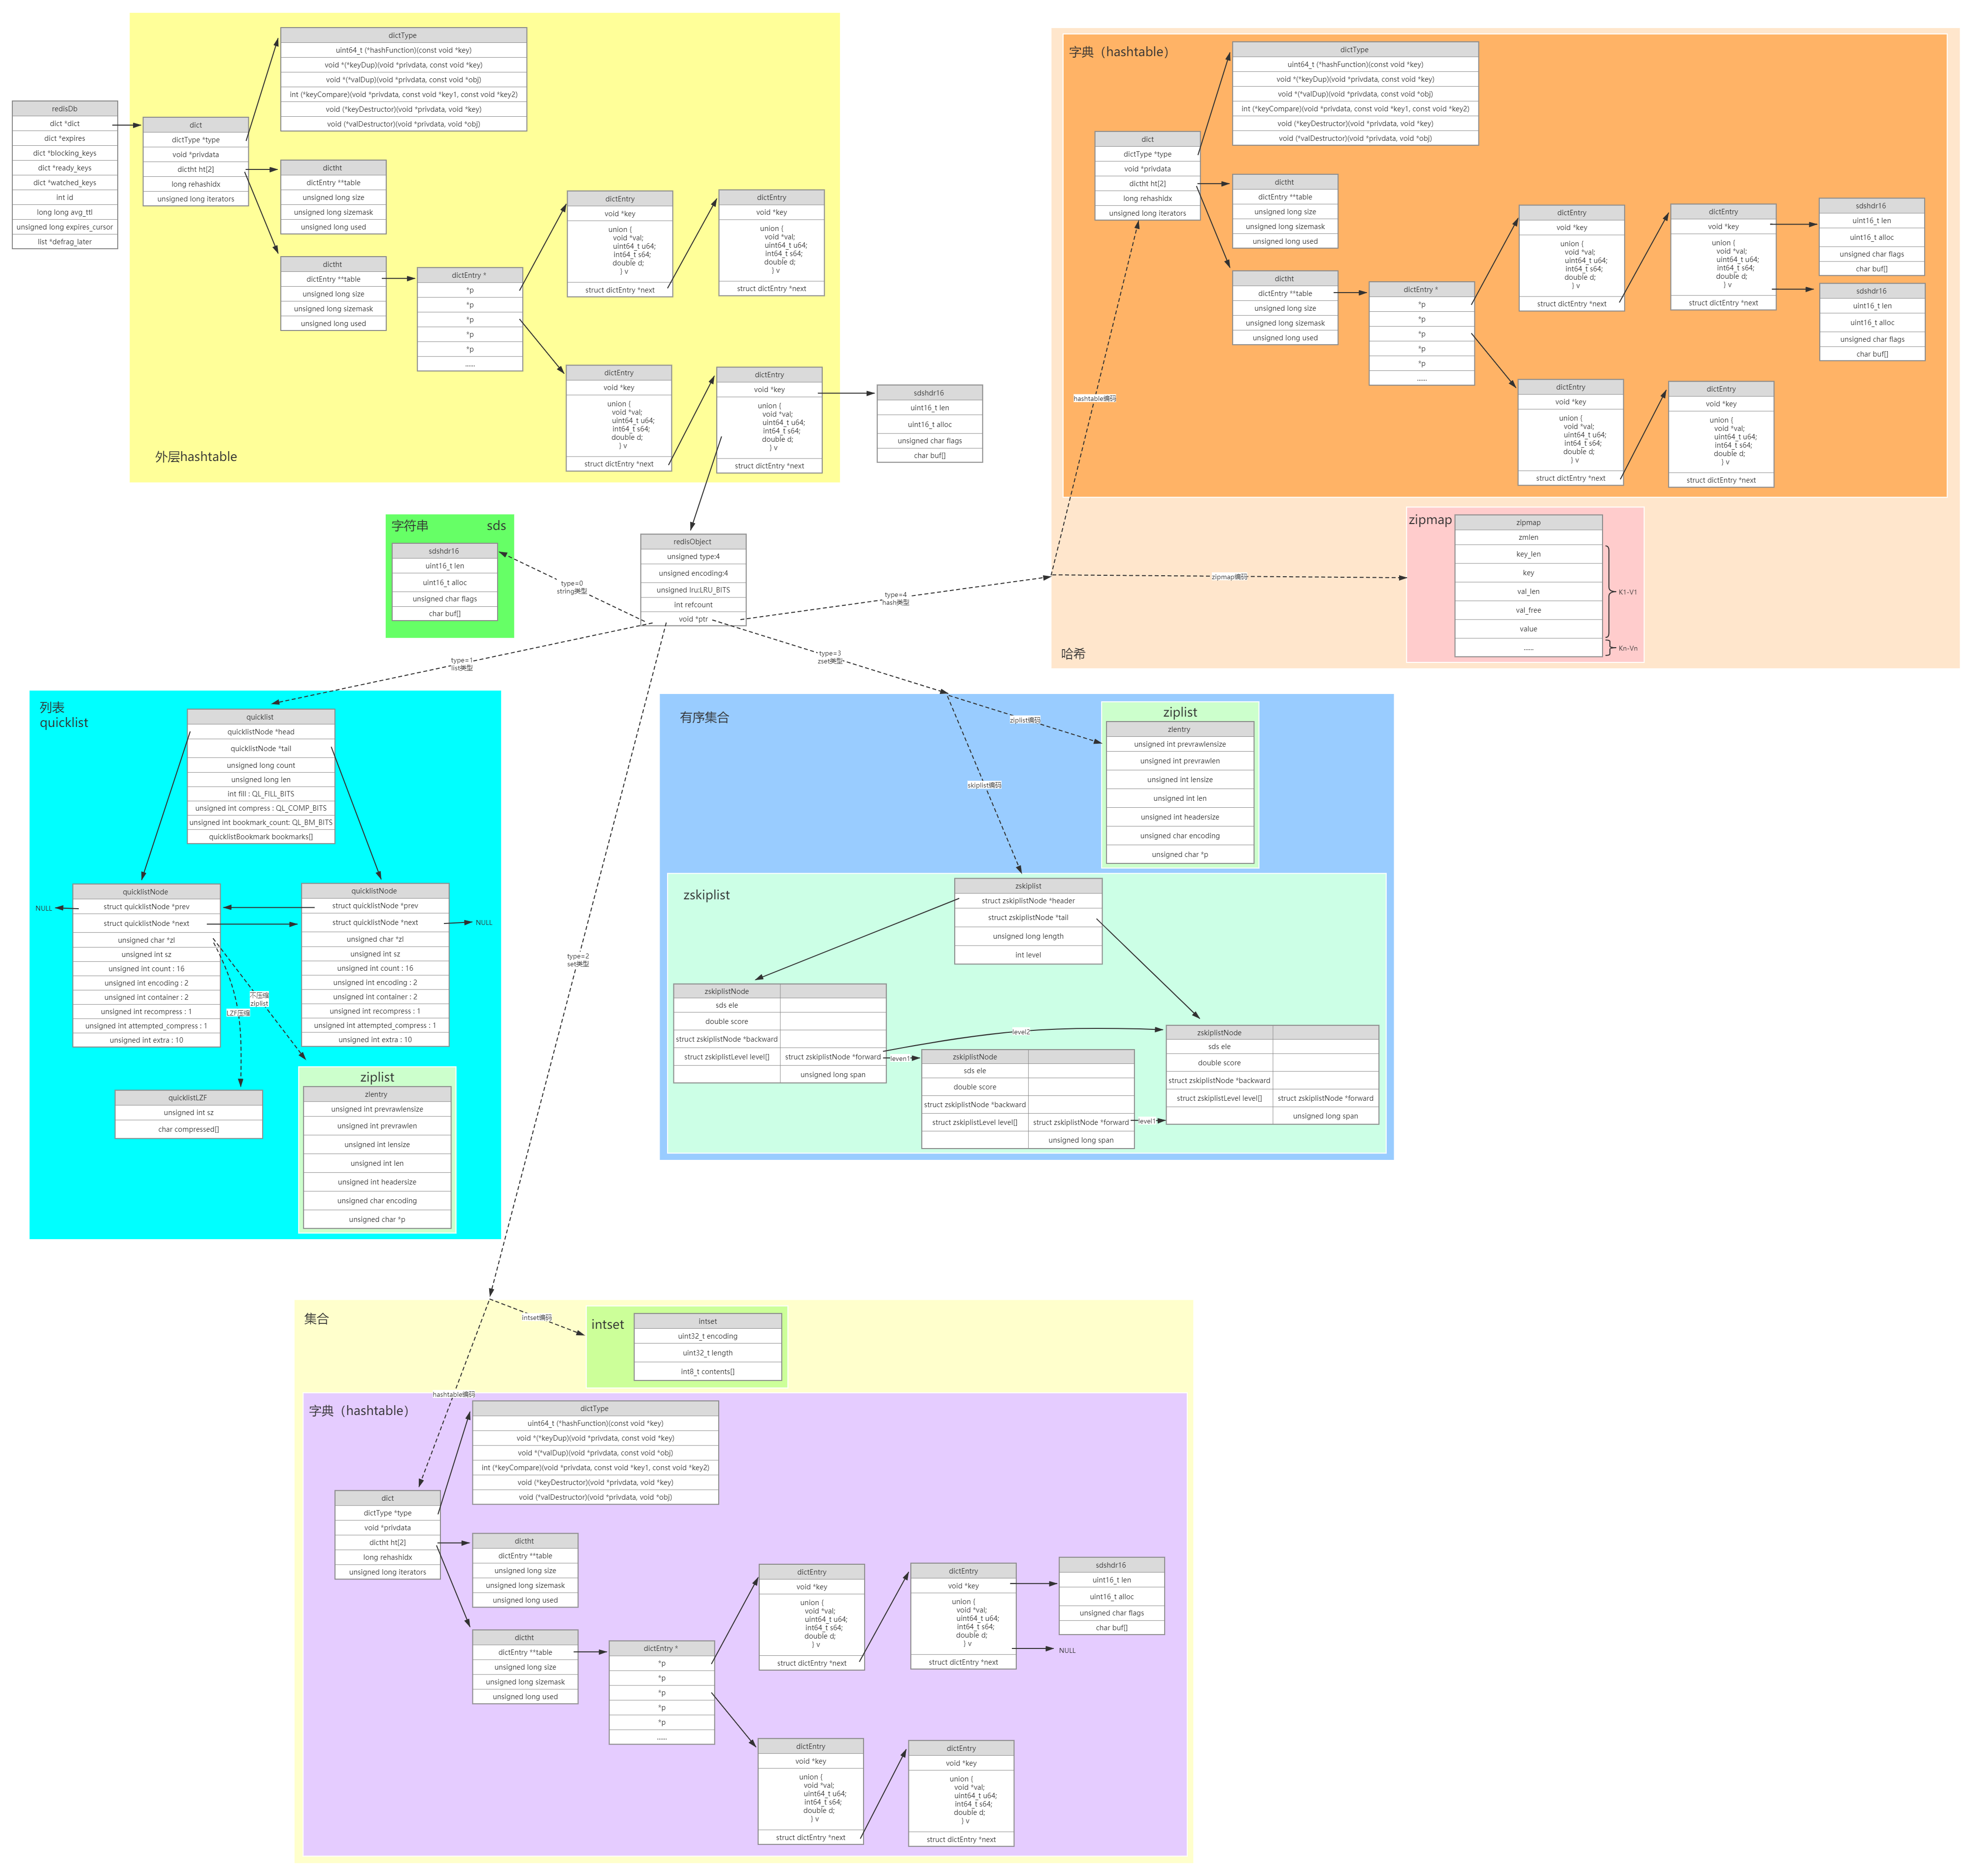 redisDb
dict *dict
dict *expires
dict *blocking_keys
dict *ready_keys
dict *watched_keys
int id
long long avg_ttl
unsigned long expires_cursor
list *defrag_later
外层hashtable
dict
dictType *type
void *privdata
dictht ht[2]
long rehashidx
unsigned long iterators
dictType
uint64_t (*hashFunction)(const void *key)
void *(*keyDup)(void *privdata, const void *key)
void *(*valDup)(void *privdata, const void *obj)
int (*keyCompare)(void *privdata, const void *key1, const void *key2)
void (*keyDestructor)(void *privdata, void *key)
void (*valDestructor)(void *privdata, void *obj)
dictht
dictEntry **table
unsigned long size
unsigned long sizemask
unsigned long used
dictht
dictEntry **table
unsigned long size
unsigned long sizemask
unsigned long used
dictEntry *
*p
*p
*p
*p
*p
......
dictEntry
void *key
union {
void *val;
uint64_t u64;
int64_t s64;
double d;
} v
struct dictEntry *next
dictEntry
void *key
union {
void *val;
uint64_t u64;
int64_t s64;
double d;
} v
struct dictEntry *next
dictEntry
void *key
union {
void *val;
uint64_t u64;
int64_t s64;
double d;
} v
struct dictEntry *next
dictEntry
void *key
union {
void *val;
uint64_t u64;
int64_t s64;
double d;
} v
struct dictEntry *next
sdshdr16
uint16_t len
uint16_t alloc
unsigned char flags
char buf[]
字典（hashtable）
dict
dictType *type
void *privdata
dictht ht[2]
long rehashidx
unsigned long iterators
dictType
uint64_t (*hashFunction)(const void *key)
void *(*keyDup)(void *privdata, const void *key)
void *(*valDup)(void *privdata, const void *obj)
int (*keyCompare)(void *privdata, const void *key1, const void *key2)
void (*keyDestructor)(void *privdata, void *key)
void (*valDestructor)(void *privdata, void *obj)
dictht
dictEntry **table
unsigned long size
unsigned long sizemask
unsigned long used
dictht
dictEntry **table
unsigned long size
unsigned long sizemask
unsigned long used
dictEntry *
*p
*p
*p
*p
*p
......
dictEntry
void *key
union {
void *val;
uint64_t u64;
int64_t s64;
double d;
} v
struct dictEntry *next
dictEntry
void *key
union {
void *val;
uint64_t u64;
int64_t s64;
double d;
} v
struct dictEntry *next
sdshdr16
uint16_t len
uint16_t alloc
unsigned char flags
char buf[]
sdshdr16
uint16_t len
uint16_t alloc
unsigned char flags
char buf[]
dictEntry
void *key
union {
void *val;
uint64_t u64;
int64_t s64;
double d;
} v
struct dictEntry *next
dictEntry
void *key
union {
void *val;
uint64_t u64;
int64_t s64;
double d;
} v
struct dictEntry *next
hashtable编码
zipmap编码
zipmap
zipmap
zmlen
key_len
key
val_len
val_free
value
......
K1-V1
Kn-Vn
哈希
字符串
sds
sdshdr16
uint16_t len
uint16_t alloc
unsigned char flags
char buf[]
redisObject
unsigned type:4
unsigned encoding:4
unsigned lru:LRU_BITS
int refcount
void *ptr
type=0
string类型
type=4
hash类型
type=1
list类型
type=3
zset类型
type=2
set类型
列表
quicklist
quicklist
quicklistNode *head
quicklistNode *tail
unsigned long count
unsigned long len
int fill : QL_FILL_BITS
unsigned int compress : QL_COMP_BITS
unsigned int bookmark_count: QL_BM_BITS
quicklistBookmark bookmarks[]
NULL
quicklistNode
struct quicklistNode *prev
struct quicklistNode *next
unsigned char *zl
unsigned int sz
unsigned int count : 16
unsigned int encoding : 2
unsigned int container : 2
unsigned int recompress : 1
unsigned int attempted_compress : 1
unsigned int extra : 10
quicklistNode
struct quicklistNode *prev
struct quicklistNode *next
unsigned char *zl
unsigned int sz
unsigned int count : 16
unsigned int encoding : 2
unsigned int container : 2
unsigned int recompress : 1
unsigned int attempted_compress : 1
unsigned int extra : 10
NULL
不压缩
ziplist
LZF压缩
quicklistLZF
unsigned int sz
char compressed[]
ziplist
zlentry
unsigned int prevrawlensize
unsigned int prevrawlen
unsigned int lensize
unsigned int len
unsigned int headersize
unsigned char encoding
unsigned char *p
有序集合
ziplist编码
skiplist编码
ziplist
zlentry
unsigned int prevrawlensize
unsigned int prevrawlen
unsigned int lensize
unsigned int len
unsigned int headersize
unsigned char encoding
unsigned char *p
zskiplist
zskiplist
struct zskiplistNode *header
struct zskiplistNode *tail
unsigned long length
int level
zskiplistNode
sds ele
double score
struct zskiplistNode *backward
struct zskiplistLevel level[]
struct zskiplistNode *forward
unsigned long span
level2
leven1
zskiplistNode
sds ele
double score
struct zskiplistNode *backward
struct zskiplistLevel level[]
struct zskiplistNode *forward
unsigned long span
level1
zskiplistNode
sds ele
double score
struct zskiplistNode *backward
struct zskiplistLevel level[]
struct zskiplistNode *forward
unsigned long span
集合
intset编码
intset
intset
uint32_t encoding
uint32_t length
int8_t contents[]
hashtable编码
字典（hashtable）
dict
dictType *type
void *privdata
dictht ht[2]
long rehashidx
unsigned long iterators
dictType
uint64_t (*hashFunction)(const void *key)
void *(*keyDup)(void *privdata, const void *key)
void *(*valDup)(void *privdata, const void *obj)
int (*keyCompare)(void *privdata, const void *key1, const void *key2)
void (*keyDestructor)(void *privdata, void *key)
void (*valDestructor)(void *privdata, void *obj)
dictht
dictEntry **table
unsigned long size
unsigned long sizemask
unsigned long used
dictht
dictEntry **table
unsigned long size
unsigned long sizemask
unsigned long used
dictEntry *
*p
*p
*p
*p
*p
......
dictEntry
void *key
union {
void *val;
uint64_t u64;
int64_t s64;
double d;
} v
struct dictEntry *next
dictEntry
void *key
union {
void *val;
uint64_t u64;
int64_t s64;
double d;
} v
struct dictEntry *next
sdshdr16
uint16_t len
uint16_t alloc
unsigned char flags
char buf[]
NULL
dictEntry
void *key
union {
void *val;
uint64_t u64;
int64_t s64;
double d;
} v
struct dictEntry *next
dictEntry
void *key
union {
void *val;
uint64_t u64;
int64_t s64;
double d;
} v
struct dictEntry *next